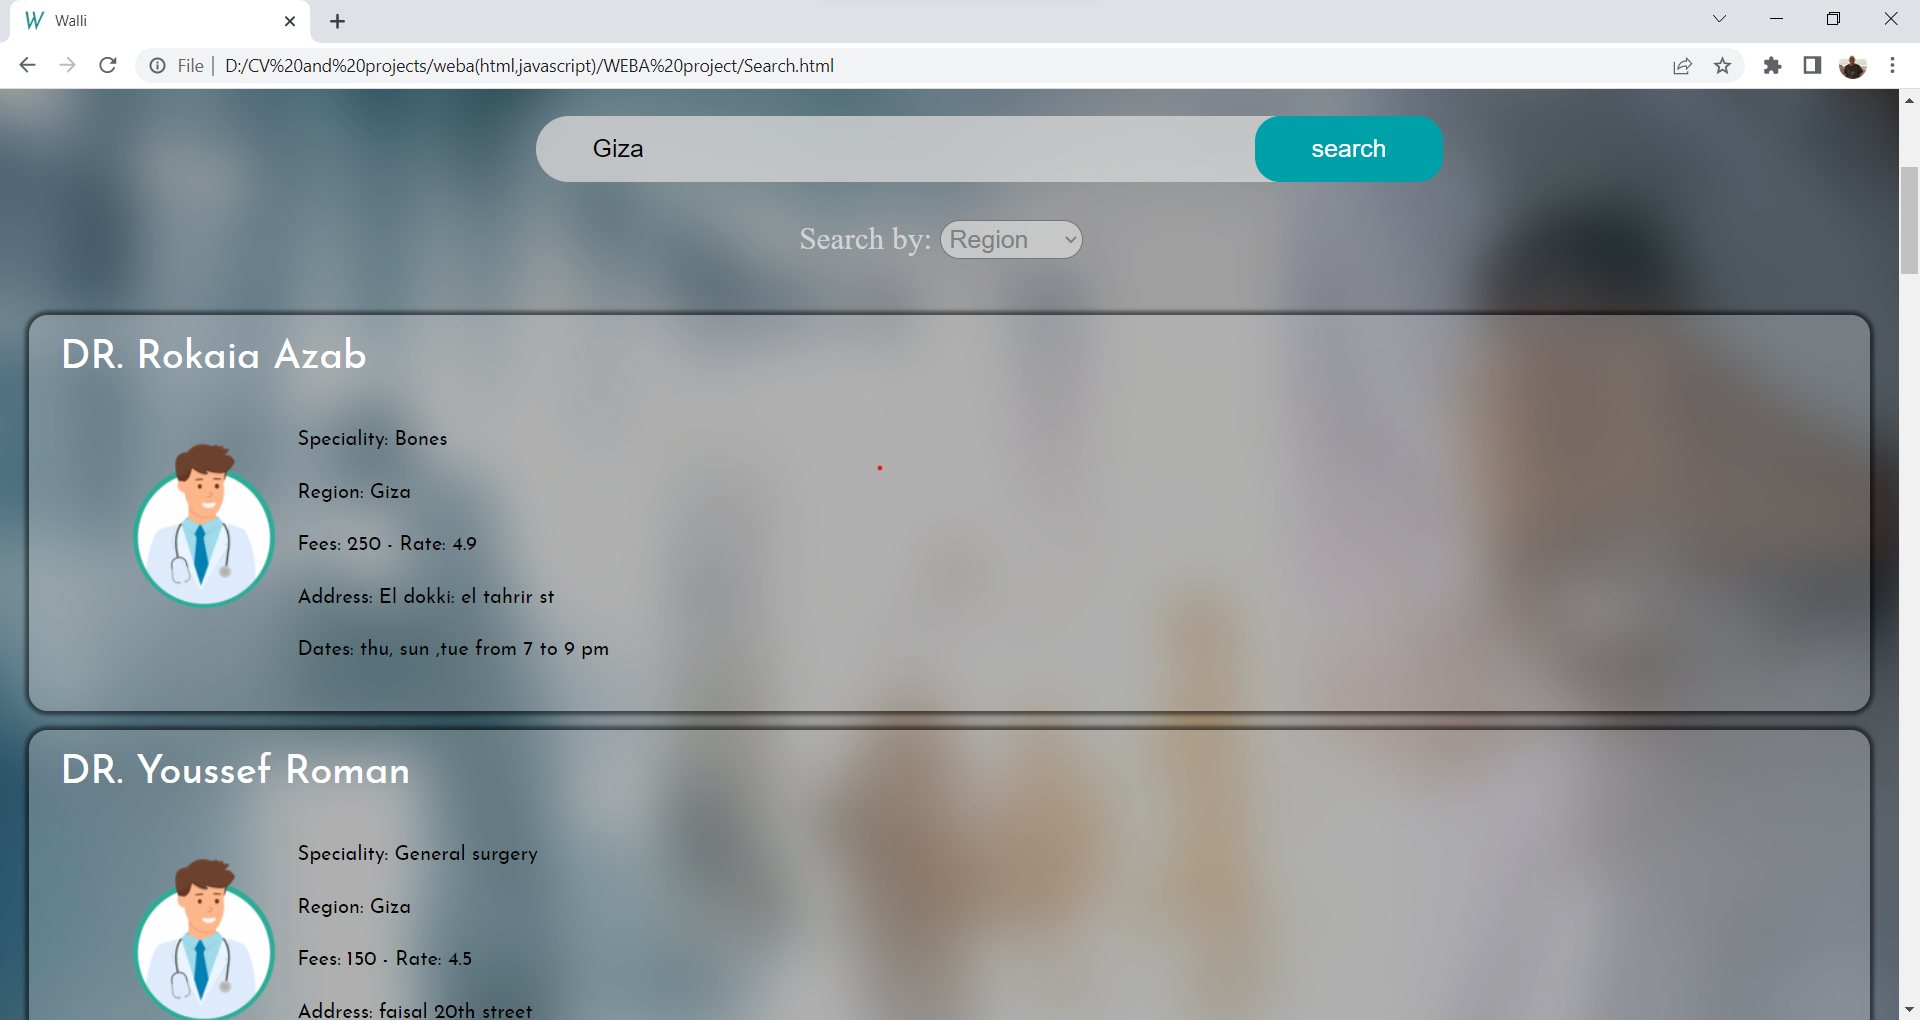 Walli
File
D:/CV%20and%20projects/weba(html,javascript)/WEBA%20project/Search.html
Giza
search
Search by: Region
DR. Rokaia Azab
Speciality: Bones
Region: Giza
Fees: 250 - Rate: 4.9
Address: El dokki: el tahrir st
Dates: thu, sun ,tue from 7 to 9 pm
DR. Youssef Roman
Speciality: General surgery
Region: Giza
Fees: 150 - Rate: 4.5
Address: faisal 20th street